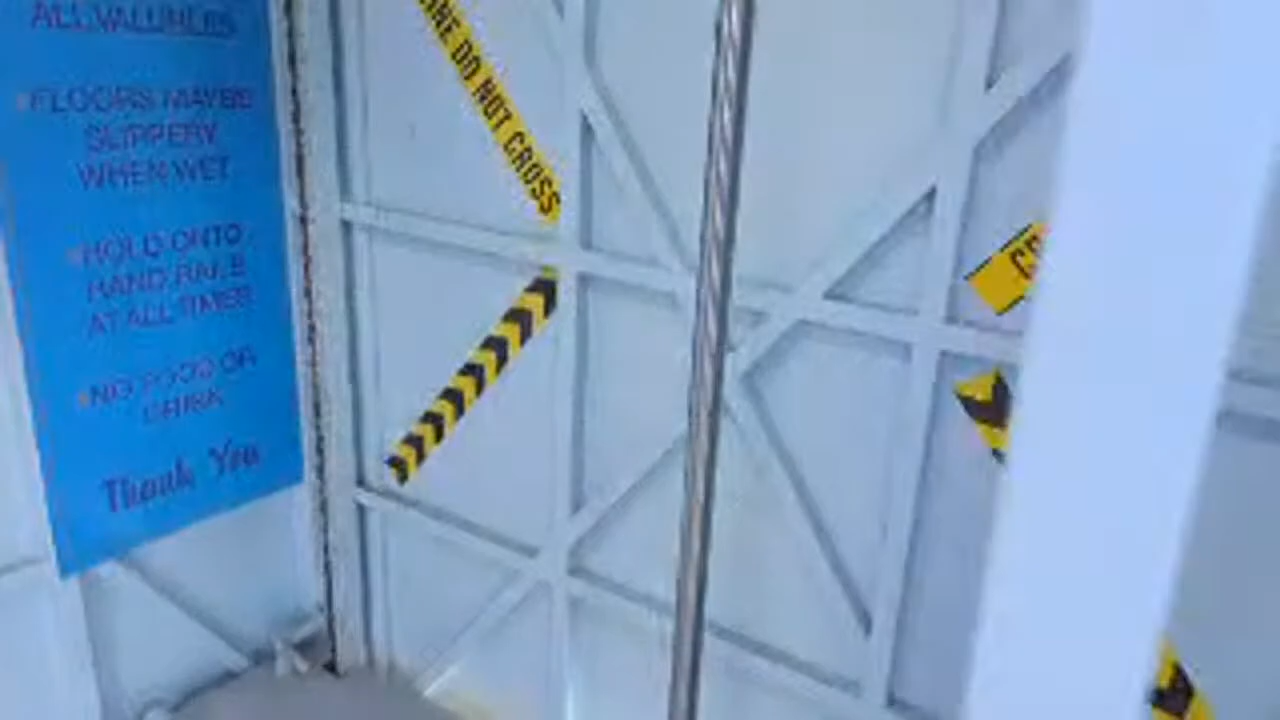 ALL VALUBLES
FLOORS MAYBE
SLIPPERY
WHEN WET
HOLD ONTO
HAND RAILS
AT ALL TIMES
NO FOOD OR
DRINK
Thank You
DO NOT CROSS